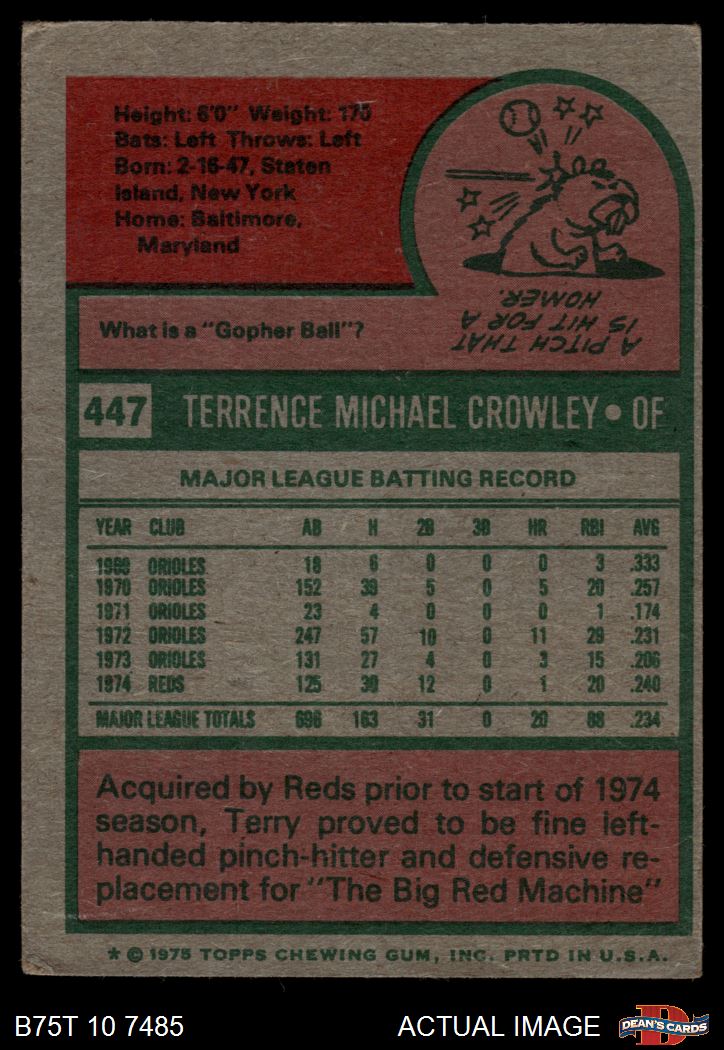 Height: 6'0" Weight: 170
Bats: Left Throws: Left
Born: 2-16-47, Staten
Island, New York
Home: Baltimore,
Maryland
What is a "Gopher Ball"?
A PITCH THAT
IS HIT FOR A
HOMER.
447 TERRENCE MICHAEL CROWLEY • OF
MAJOR LEAGUE BATTING RECORD
YEAR CLUB AB H 2B 3B HR RBI AVG
1969 ORIOLES 18 6 0 0 0 3 .333
1970 ORIOLES 152 39 5 0 5 20 .257
1971 ORIOLES 23 4 0 0 0 1 .174
1972 ORIOLES 247 57 10 0 11 29 .231
1973 ORIOLES 131 27 4 0 3 15 .206
1974 REDS 125 30 12 0 1 20 .240
MAJOR LEAGUE TOTALS 696 163 31 0 20 88 .234
Acquired by Reds prior to start of 1974
season, Terry proved to be fine left-
handed pinch-hitter and defensive re-
placement for "The Big Red Machine"
* © 1975 TOPPS CHEWING GUM, INC. PRTD IN U.S.A.
B75T 10 7485 ACTUAL IMAGE D DEAN'S CARDS